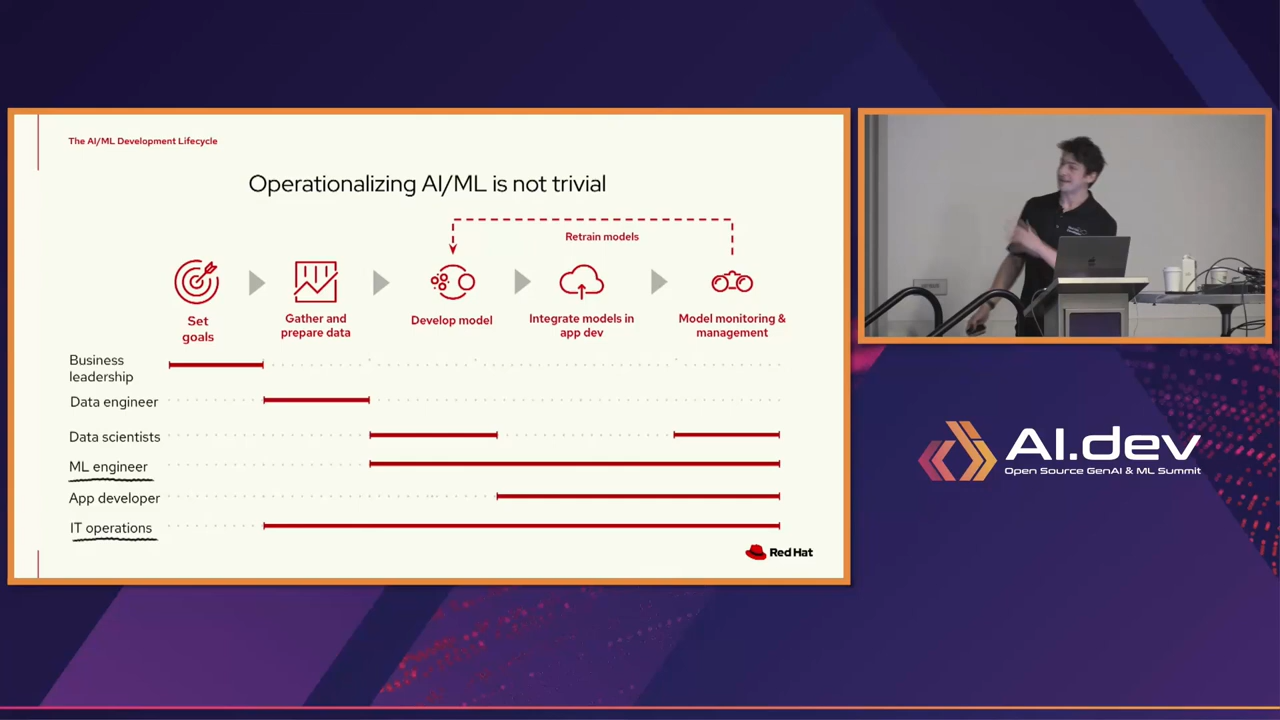 The AI/ML Development Lifecycle
Operationalizing AI/ML is not trivial
Retrain models
Set
goals
Gather and
prepare data
Develop model
Integrate models in
app dev
Model monitoring &
management
Business
leadership
Data engineer
Data scientists
ML engineer
App developer
IT operations
Red Hat
AI.dev
Open Source GenAI & ML Summit